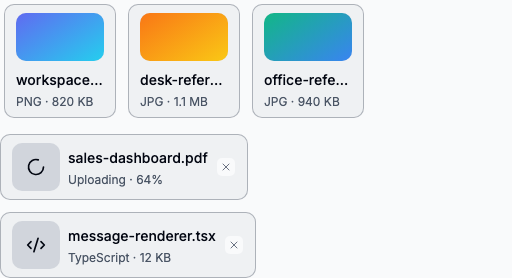 workspace...
PNG · 820 KB
desk-refer...
JPG · 1.1 MB
office-refe...
JPG · 940 KB
sales-dashboard.pdf
Uploading · 64%
message-renderer.tsx
TypeScript · 12 KB